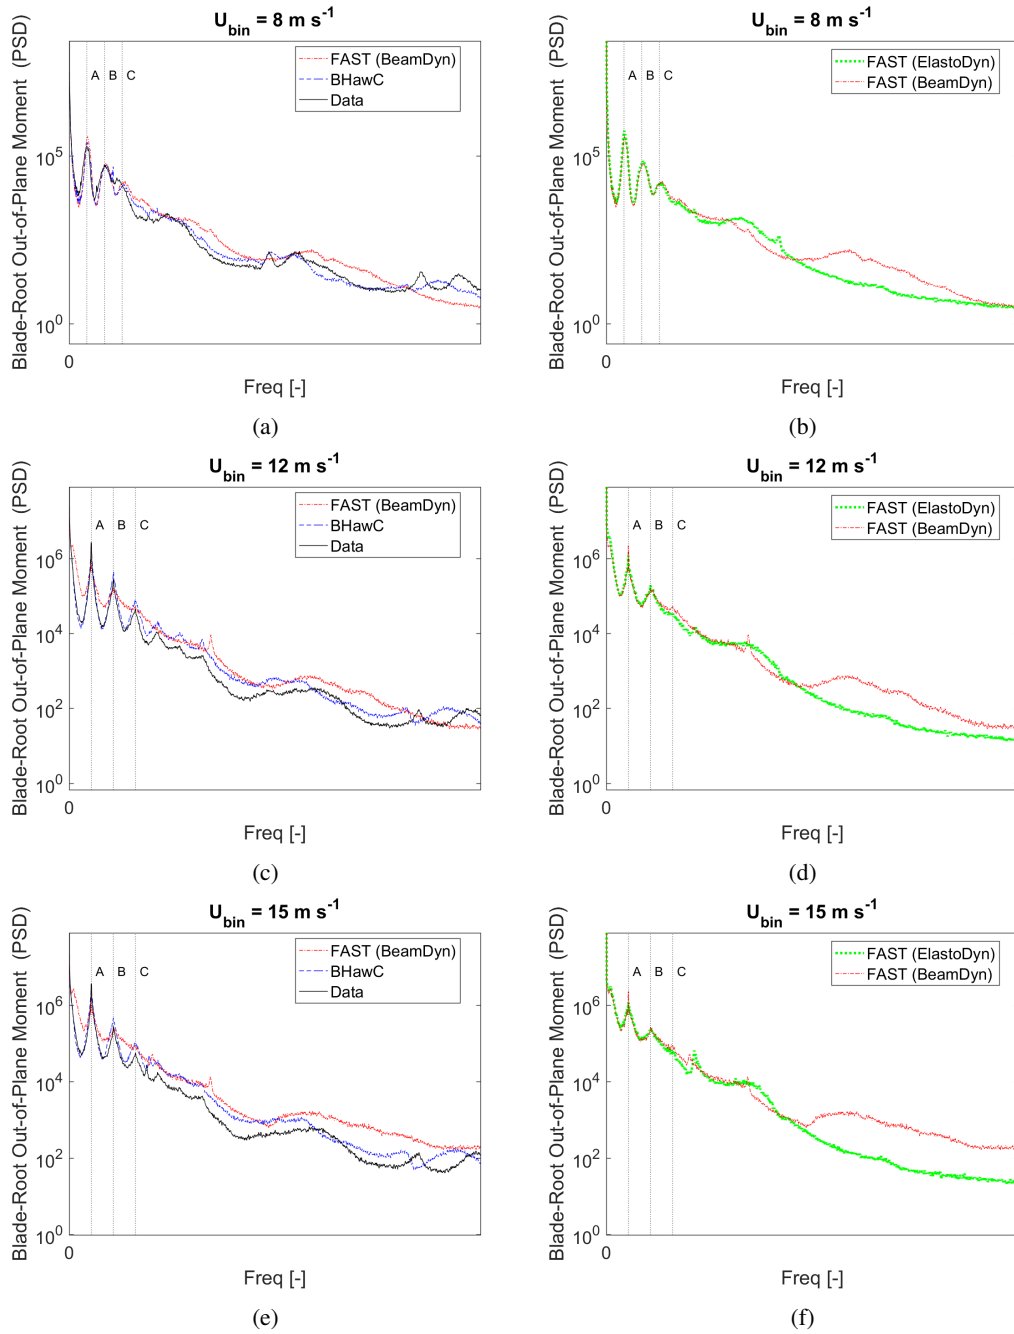 U_bin = 8 m s^-1
Blade-Root Out-of-Plane Moment (PSD)
10^5
10^0
A B C
FAST (BeamDyn)
BHawC
Data
0
Freq [-]
(a)
U_bin = 8 m s^-1
Blade-Root Out-of-Plane Moment (PSD)
10^5
10^0
A B C
FAST (ElastoDyn)
FAST (BeamDyn)
0
Freq [-]
(b)
U_bin = 12 m s^-1
Blade-Root Out-of-Plane Moment (PSD)
10^6
10^4
10^2
10^0
A B C
FAST (BeamDyn)
BHawC
Data
0
Freq [-]
(c)
U_bin = 12 m s^-1
Blade-Root Out-of-Plane Moment (PSD)
10^6
10^4
10^2
10^0
A B C
FAST (ElastoDyn)
FAST (BeamDyn)
0
Freq [-]
(d)
U_bin = 15 m s^-1
Blade-Root Out-of-Plane Moment (PSD)
10^6
10^4
10^2
10^0
A B C
FAST (BeamDyn)
BHawC
Data
0
Freq [-]
(e)
U_bin = 15 m s^-1
Blade-Root Out-of-Plane Moment (PSD)
10^6
10^4
10^2
10^0
A B C
FAST (ElastoDyn)
FAST (BeamDyn)
0
Freq [-]
(f)